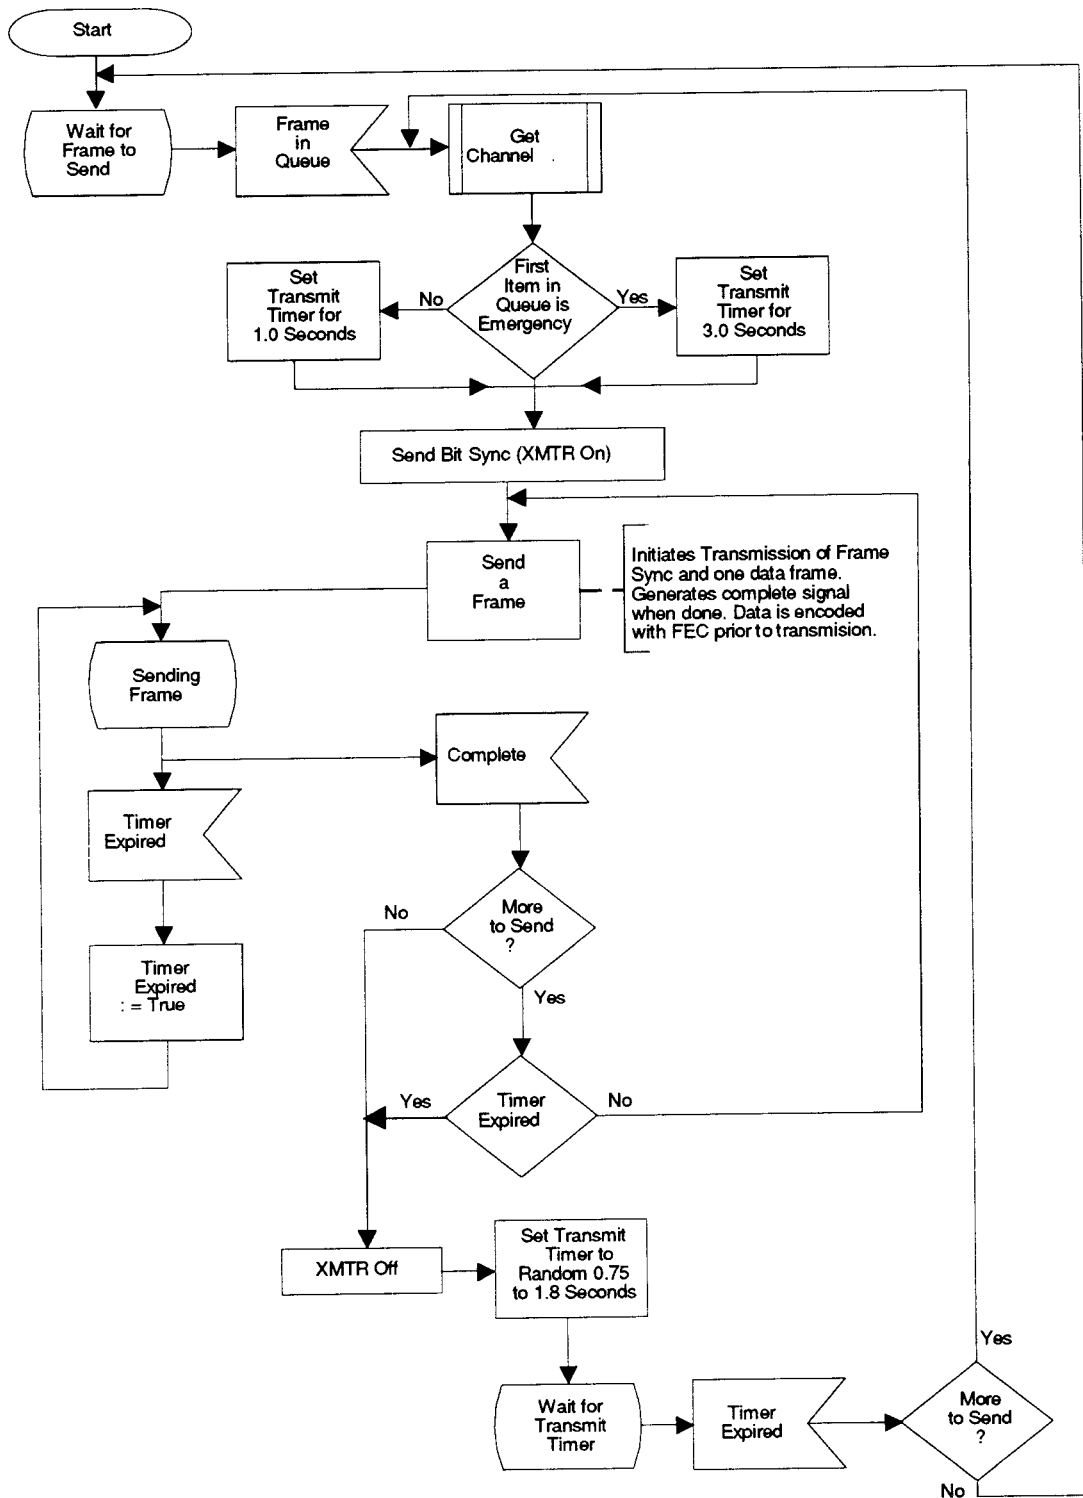 Start
Wait for
Frame to
Send
Frame
in
Queue
Get
Channel
First
Item in
Queue is
Emergency
No
Yes
Set
Transmit
Timer for
1.0 Seconds
Set
Transmit
Timer for
3.0 Seconds
Send Bit Sync (XMTR On)
Send
a
Frame
Initiates Transmission of Frame
Sync and one data frame.
Generates complete signal
when done. Data is encoded
with FEC prior to transmision.
Sending
Frame
Complete
Timer
Expired
More
to Send
?
No
Yes
Timer
Expired
: = True
Timer
Expired
Yes
No
XMTR Off
Set Transmit
Timer to
Random 0.75
to 1.8 Seconds
Wait for
Transmit
Timer
Timer
Expired
More
to Send
?
Yes
No